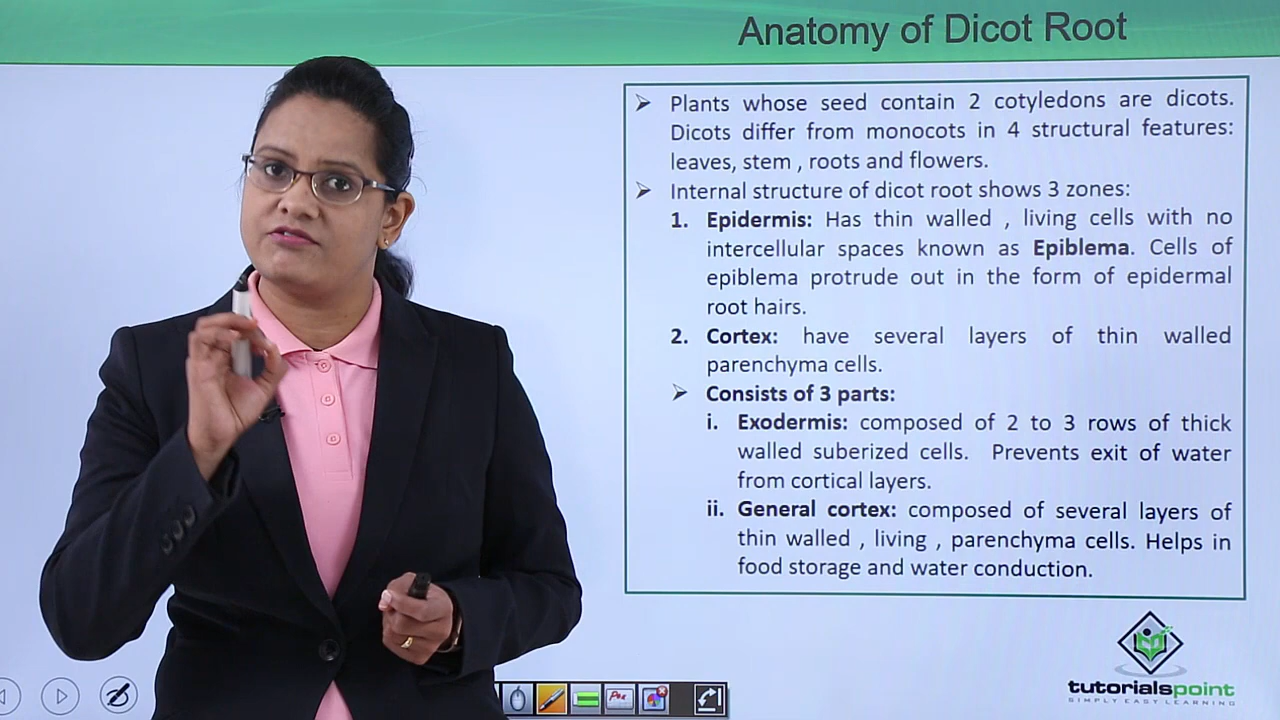 Anatomy of Dicot Root
➢ Plants whose seed contain 2 cotyledons are dicots.
Dicots differ from monocots in 4 structural features:
leaves, stem , roots and flowers.
➢ Internal structure of dicot root shows 3 zones:
1. Epidermis: Has thin walled , living cells with no
intercellular spaces known as Epiblema. Cells of
epiblema protrude out in the form of epidermal
root hairs.
2. Cortex: have several layers of thin walled
parenchyma cells.
➢ Consists of 3 parts:
i. Exodermis: composed of 2 to 3 rows of thick
walled suberized cells. Prevents exit of water
from cortical layers.
ii. General cortex: composed of several layers of
thin walled , living , parenchyma cells. Helps in
food storage and water conduction.
tutorialspoint
SIMPLY EASY LEARNING